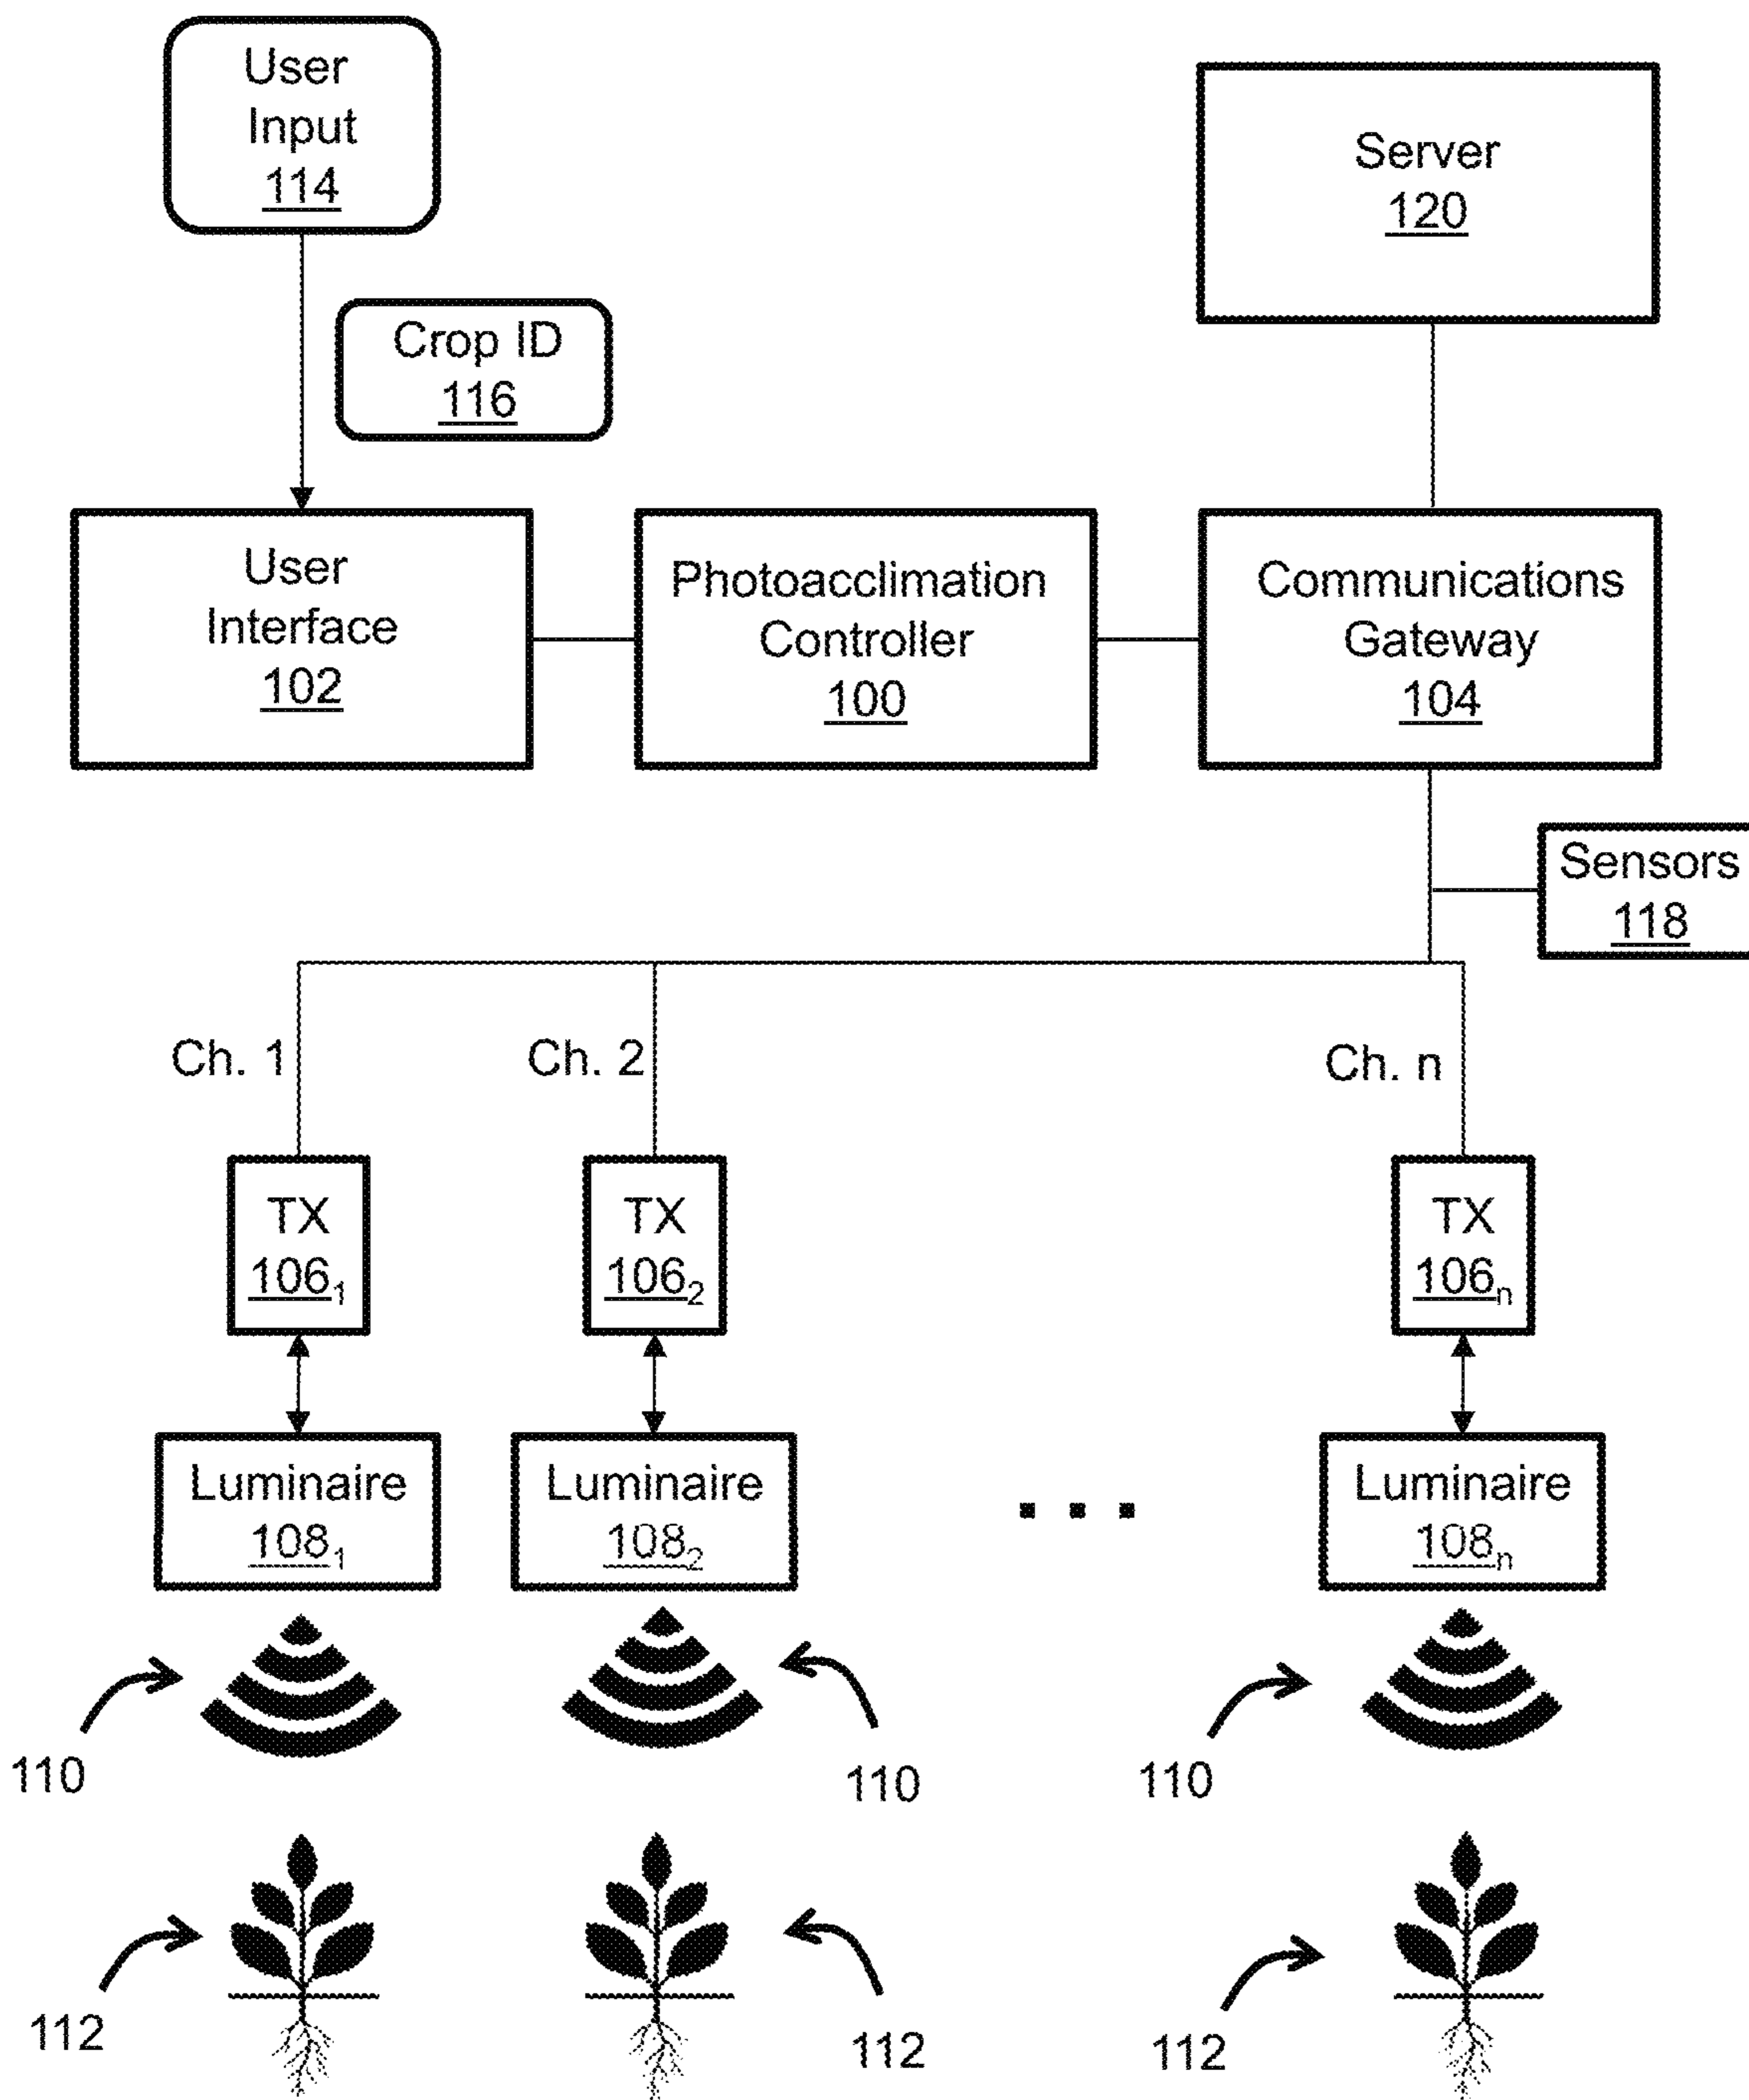 User
Input
114
Server
120
Crop ID
116
User
Interface
102
Photoacclimation
Controller
100
Communications
Gateway
104
Sensors
118
Ch. 1
Ch. 2
Ch. n
TX
106₁
TX
106₂
TX
106ₙ
Luminaire
108₁
Luminaire
108₂
Luminaire
108ₙ
110
110
110
112
112
112